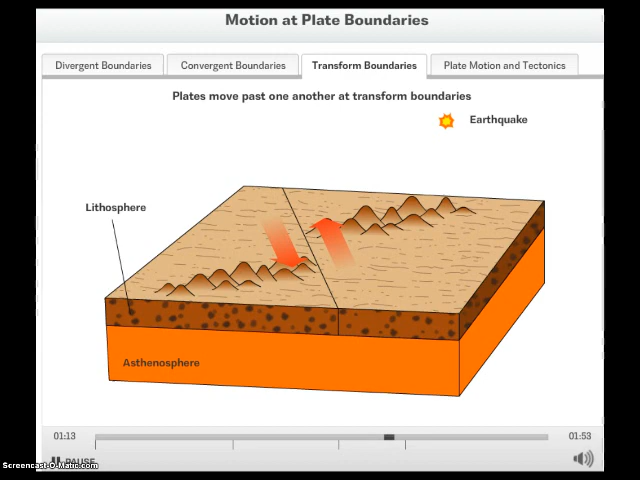 Motion at Plate Boundaries
Divergent Boundaries
Convergent Boundaries
Transform Boundaries
Plate Motion and Tectonics
Plates move past one another at transform boundaries
Earthquake
Lithosphere
Asthenosphere
01:13
01:53
PAUSE
Screencast-O-Matic.com